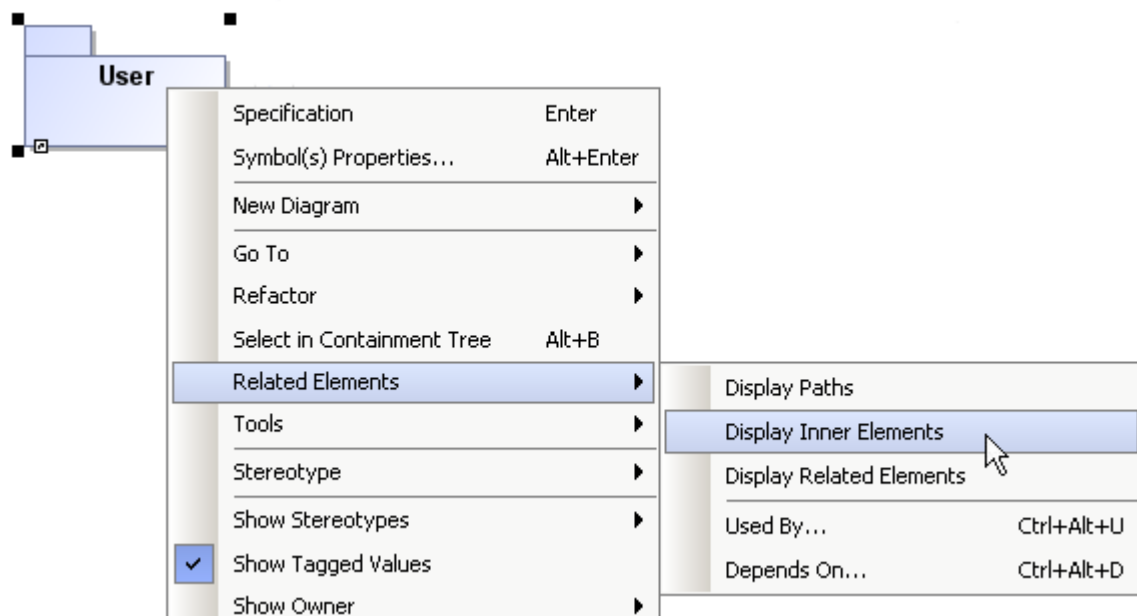 User
Specification Enter
Symbol(s) Properties... Alt+Enter
New Diagram
Go To
Refactor
Select in Containment Tree Alt+B
Related Elements
Tools
Stereotype
Show Stereotypes
Show Tagged Values
Show Owner
Display Paths
Display Inner Elements
Display Related Elements
Used By... Ctrl+Alt+U
Depends On... Ctrl+Alt+D